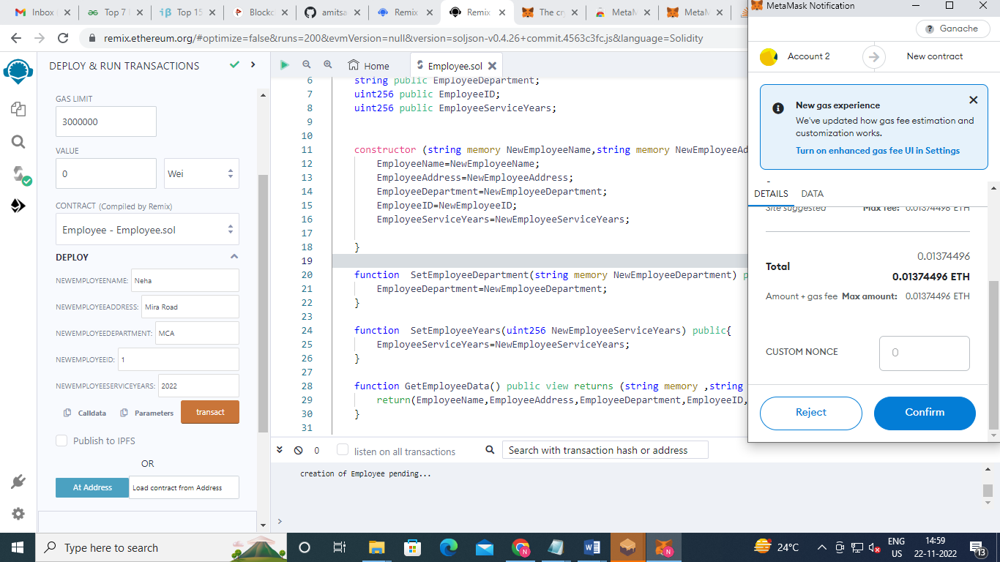 Inbox
Top 7
Top 15
Blockc
amitsa
Remix
Remix
The cr
MetaM
MetaM
MetaMask Notification
remix.ethereum.org/#optimize=false&runs=200&evmVersion=null&version=soljson-v0.4.26+commit.4563c3fc.js&language=Solidity
Ganache
Account 2
New contract
New gas experience
We've updated how gas fee estimation and
customization works.
Turn on enhanced gas fee UI in Settings
DETAILS DATA
Site suggested Max fee: 0.01374496 ETH
0.01374496
Total
0.01374496 ETH
Amount + gas fee Max amount: 0.01374496 ETH
CUSTOM NONCE 0
Reject Confirm
DEPLOY & RUN TRANSACTIONS
GAS LIMIT
3000000
VALUE
0 Wei
CONTRACT (Compiled by Remix)
Employee - Employee.sol
DEPLOY
NEWEMPLOYEENAME: Neha
NEWEMPLOYEEADDRESS: Mira Road
NEWEMPLOYEEDEPARTMENT: MCA
NEWEMPLOYEEID: 1
NEWEMPLOYEESERVICEYEARS: 2022
Calldata Parameters transact
Publish to IPFS
OR
At Address Load contract from Address
Home Employee.sol
6 string public EmployeeDepartment;
7 uint256 public EmployeeID;
8 uint256 public EmployeeServiceYears;
9
10
11 constructor (string memory NewEmployeeName,string memory NewEmployeeAd
12 EmployeeName=NewEmployeeName;
13 EmployeeAddress=NewEmployeeAddress;
14 EmployeeDepartment=NewEmployeeDepartment;
15 EmployeeID=NewEmployeeID;
16 EmployeeServiceYears=NewEmployeeServiceYears;
17
18 }
19
20 function SetEmployeeDepartment(string memory NewEmployeeDepartment) p
21 EmployeeDepartment=NewEmployeeDepartment;
22 }
23
24 function SetEmployeeYears(uint256 NewEmployeeServiceYears) public{
25 EmployeeServiceYears=NewEmployeeServiceYears;
26 }
27
28 function GetEmployeeData() public view returns (string memory ,string
29 return(EmployeeName,EmployeeAddress,EmployeeDepartment,EmployeeID,
30 }
31
0 listen on all transactions Search with transaction hash or address
creation of Employee pending...
>
Type here to search
24°C
ENG
US
14:59
22-11-2022
13